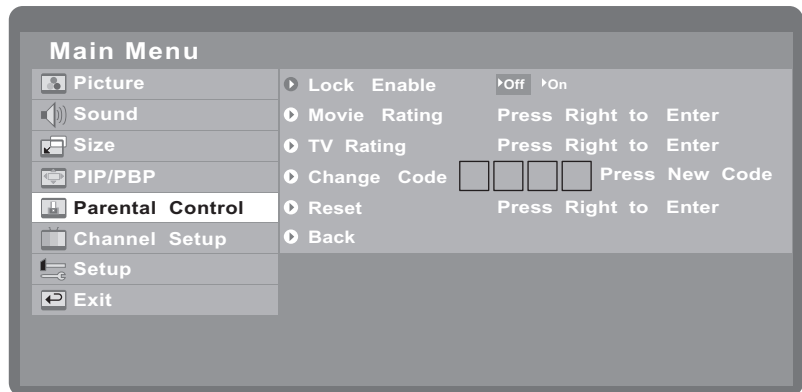 Main Menu
Picture
Sound
Size
PIP/PBP
Parental Control
Channel Setup
Setup
Exit
Lock Enable Off On
Movie Rating Press Right to Enter
TV Rating Press Right to Enter
Change Code Press New Code
Reset Press Right to Enter
Back